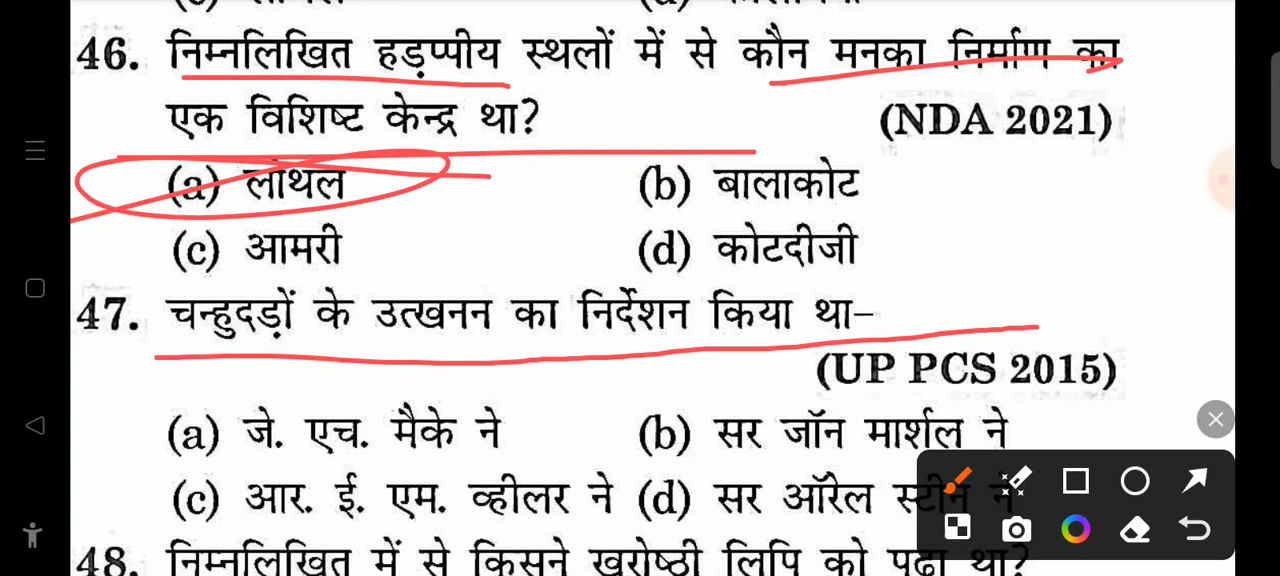 46. निम्नलिखित हड़प्पीय स्थलों में से कौन मनका निर्माण का
एक विशिष्ट केन्द्र था? (NDA 2021)
(a) लोथल (b) बालाकोट
(c) आमरी (d) कोटदीजी
47. चन्हुदड़ों के उत्खनन का निर्देशन किया था–
(UP PCS 2015)
(a) जे. एच. मैके ने (b) सर जॉन मार्शल ने
(c) आर. ई. एम. व्हीलर ने (d) सर ऑरेल स्टीन ने
48. निम्नलिखित में से किसने खरोष्ठी लिपि को पढ़ा था?